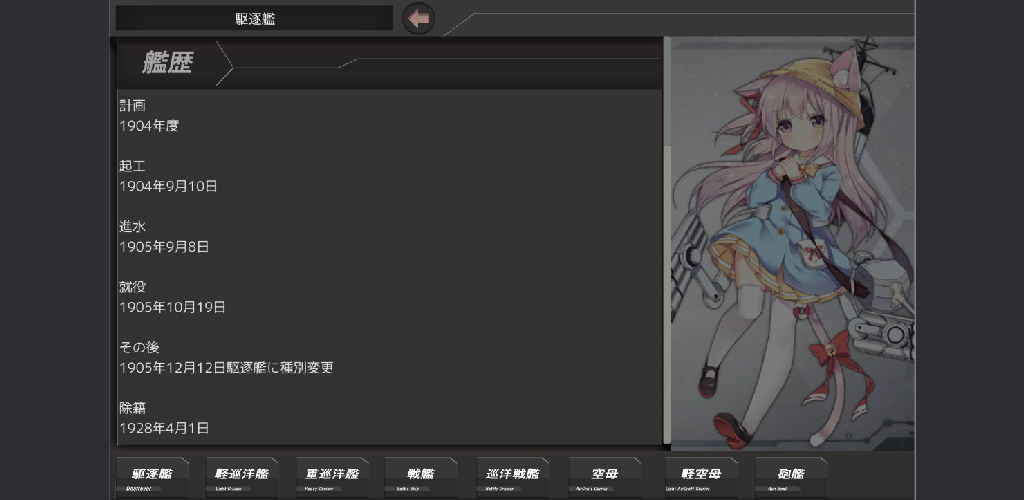 駆逐艦
艦歴
計画
1904年度
起工
1904年9月10日
進水
1905年9月8日
就役
1905年10月19日
その後
1905年12月12日駆逐艦に種別変更
除籍
1928年4月1日
駆逐艦
軽巡洋艦
重巡洋艦
戦艦
巡洋戦艦
空母
軽空母
砲艦